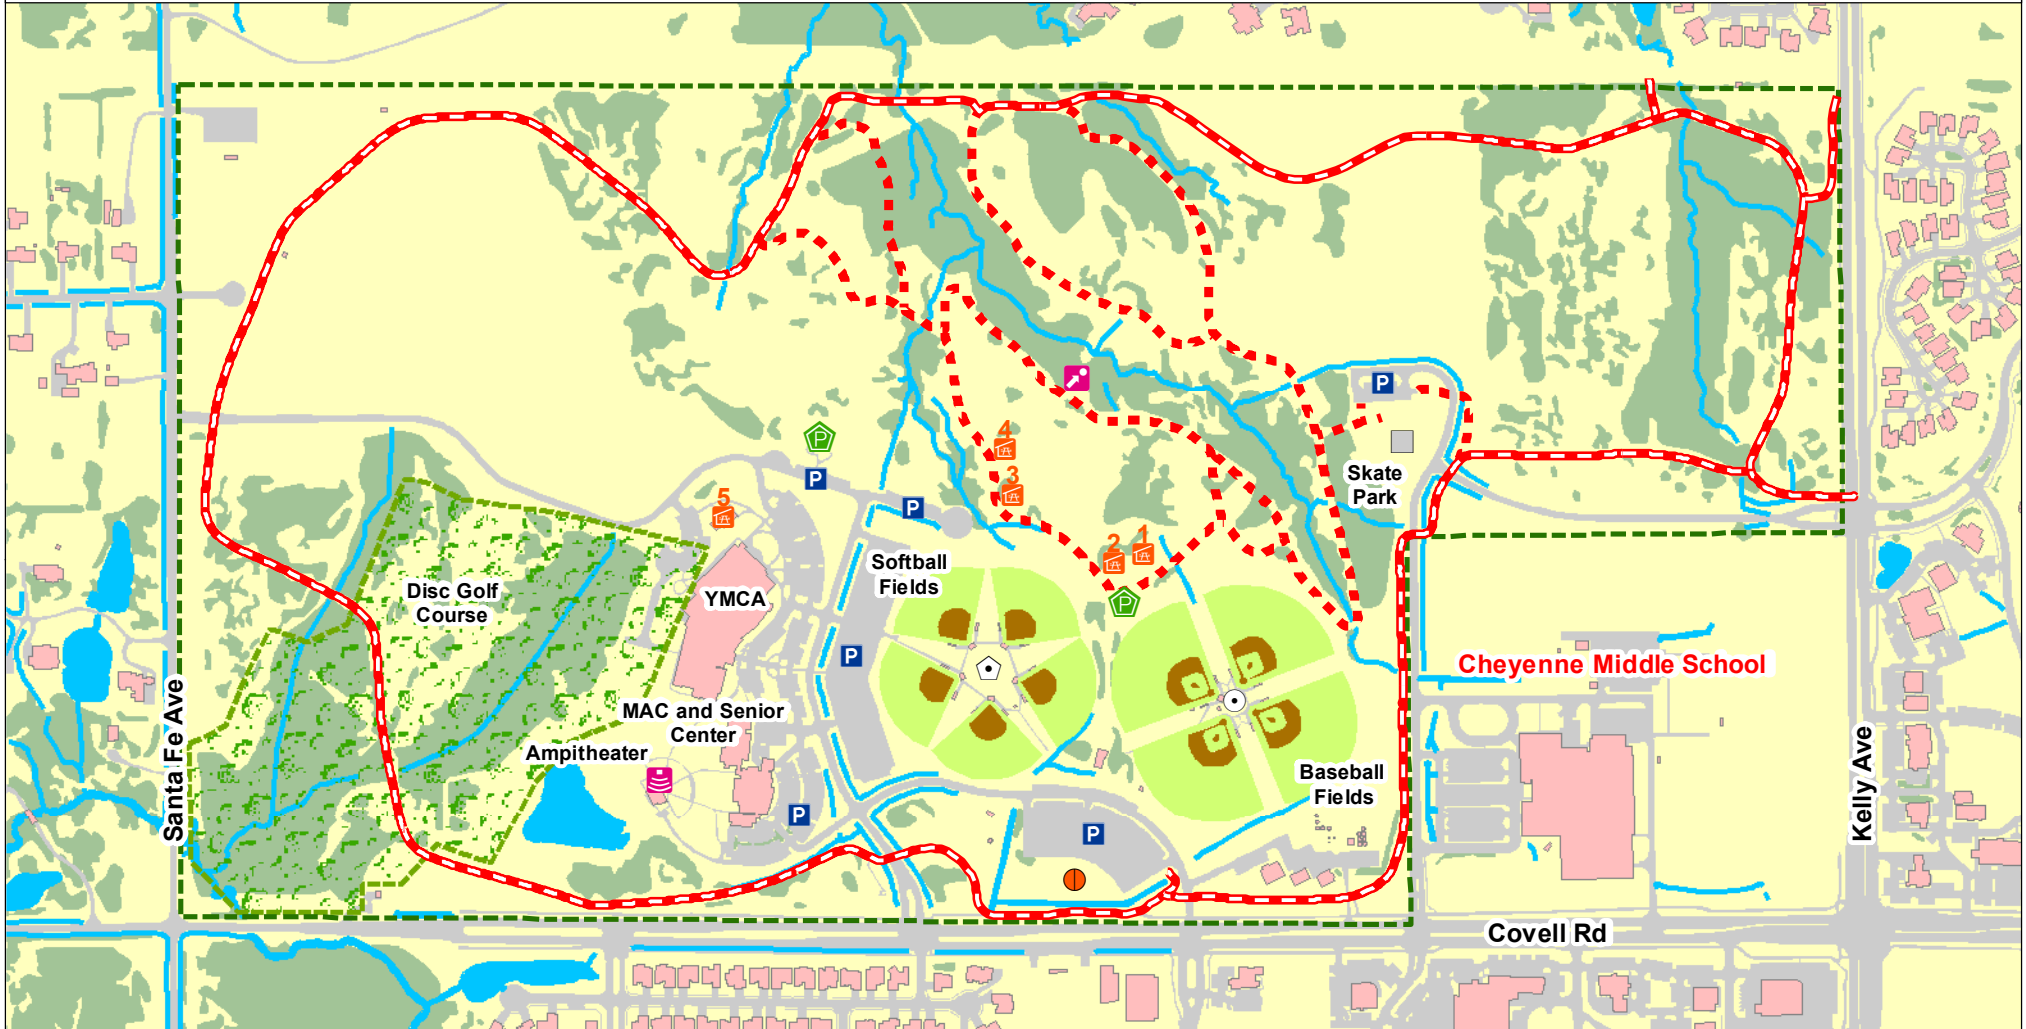 P
4
3
5
P
P
P
2
1
P
Skate
Park
Softball
Fields
Disc Golf
Course
YMCA
P
Cheyenne Middle School
MAC and Senior
Center
Ampitheater
Santa Fe Ave
Kelly Ave
Baseball
Fields
P
P
Covell Rd